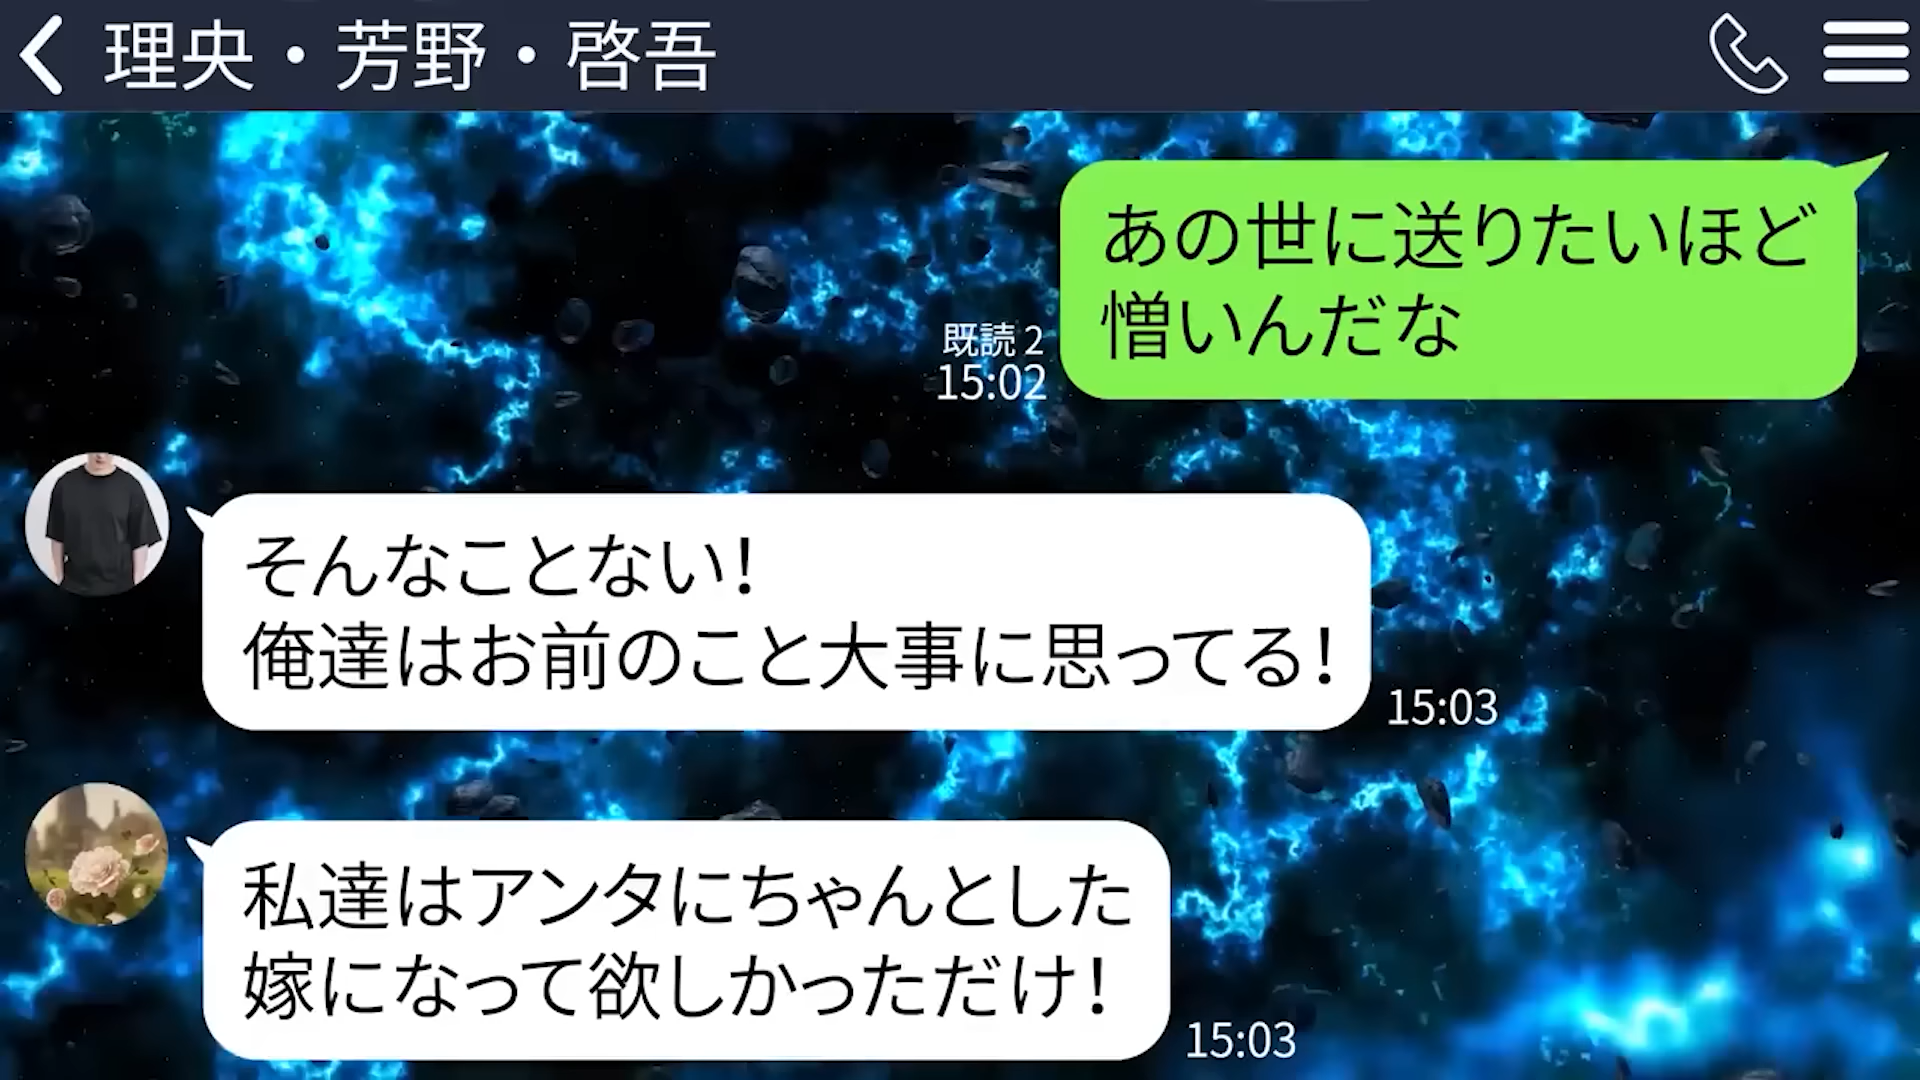 理央・芳野・啓吾
あの世に送りたいほど
憎いんだな
既読 2
15:02
そんなことない!
俺達はお前のこと大事に思ってる!
15:03
私達はアンタにちゃんとした
嫁になって欲しかっただけ!
15:03